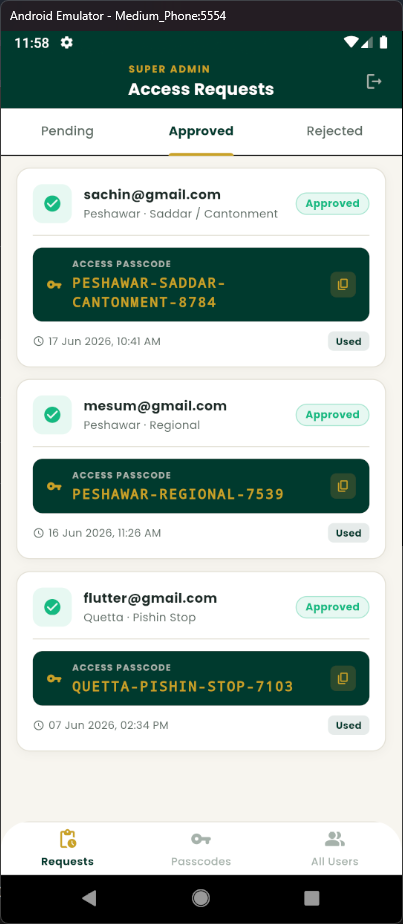 Android Emulator - Medium_Phone:5554
11:58
SUPER ADMIN
Access Requests
Pending Approved Rejected
sachin@gmail.com
Peshawar · Saddar / Cantonment
Approved
ACCESS PASSCODE
PESHAWAR-SADDAR-
CANTONMENT-8784
17 Jun 2026, 10:41 AM
Used
mesum@gmail.com
Peshawar · Regional
Approved
ACCESS PASSCODE
PESHAWAR-REGIONAL-7539
16 Jun 2026, 11:26 AM
Used
flutter@gmail.com
Quetta · Pishin Stop
Approved
ACCESS PASSCODE
QUETTA-PISHIN-STOP-7103
07 Jun 2026, 02:34 PM
Used
Requests Passcodes All Users